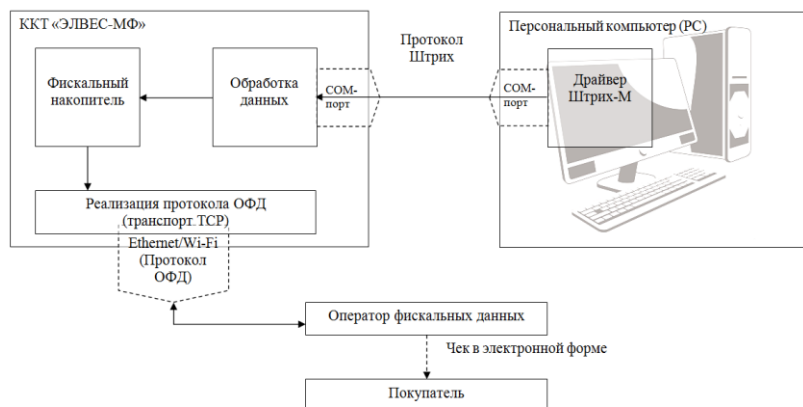 ККТ «ЭЛВЕС-МФ»
Персональный компьютер (PC)
Протокол
Штрих
Фискальный
накопитель
Обработка
данных
COM-
порт
COM-
порт
Драйвер
Штрих-М
Реализация протокола ОФД
(транспорт TCP)
Ethernet/Wi-Fi
(Протокол
ОФД)
Оператор фискальных данных
Чек в электронной форме
Покупатель